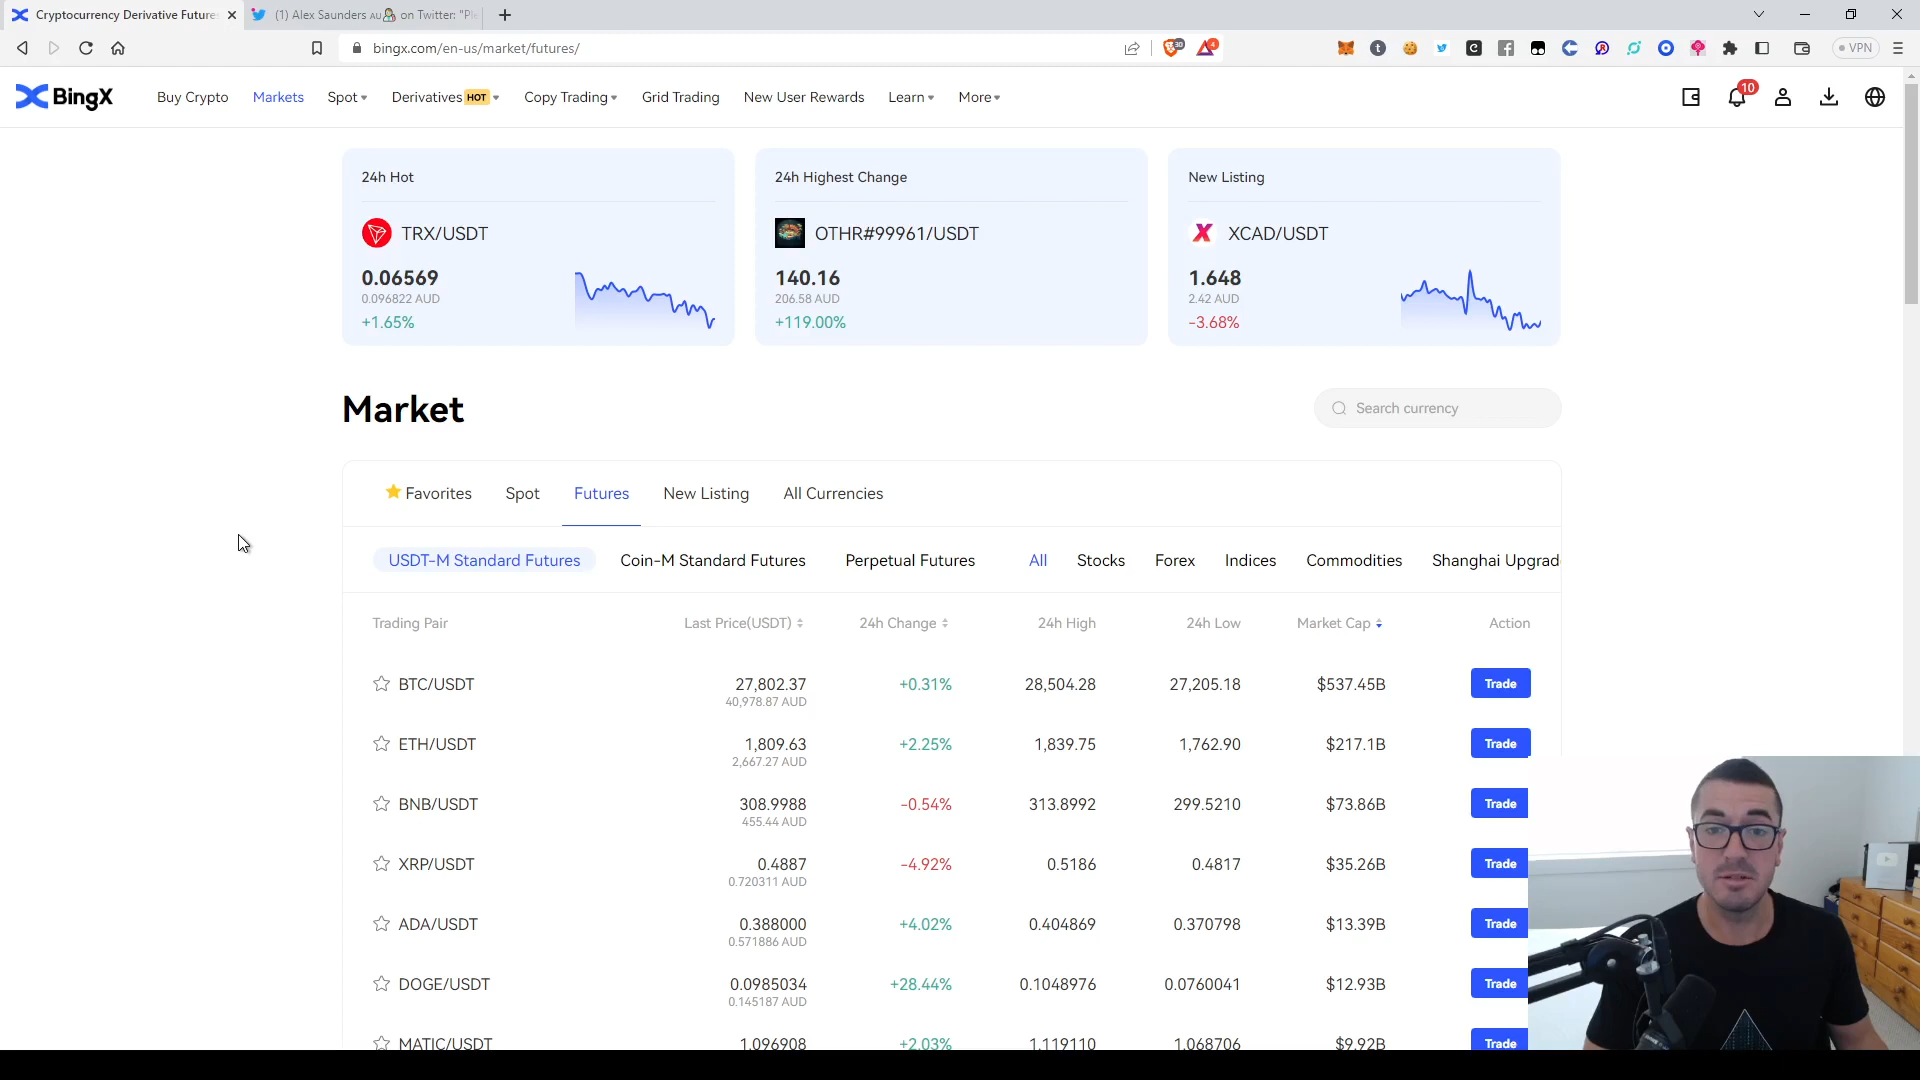 Cryptocurrency Derivative Future
(1) Alex Saunders AU on Twitter: "Ple
bingx.com/en-us/market/futures/
30
4
VPN
BingX
Buy Crypto
Markets
Spot
Derivatives HOT
Copy Trading
Grid Trading
New User Rewards
Learn
More
10
24h Hot
TRX/USDT
0.06569
0.096822 AUD
+1.65%
24h Highest Change
OTHR#99961/USDT
140.16
206.58 AUD
+119.00%
New Listing
XCAD/USDT
1.648
2.42 AUD
-3.68%
Market
Search currency
Favorites Spot Futures New Listing All Currencies
USDT-M Standard Futures Coin-M Standard Futures Perpetual Futures All Stocks Forex Indices Commodities Shanghai Upgrad
Trading Pair Last Price(USDT) 24h Change 24h High 24h Low Market Cap Action
BTC/USDT 27,802.37 +0.31% 28,504.28 27,205.18 $537.45B Trade
40,978.87 AUD
ETH/USDT 1,809.63 +2.25% 1,839.75 1,762.90 $217.1B Trade
2,667.27 AUD
BNB/USDT 308.9988 -0.54% 313.8992 299.5210 $73.86B Trade
455.44 AUD
XRP/USDT 0.4887 -4.92% 0.5186 0.4817 $35.26B Trade
0.720311 AUD
ADA/USDT 0.388000 +4.02% 0.404869 0.370798 $13.39B Trade
0.571886 AUD
DOGE/USDT 0.0985034 +28.44% 0.1048976 0.0760041 $12.93B Trade
0.145187 AUD
MATIC/USDT 1.096908 +2.03% 1.119110 1.068706 $9.92B Trade